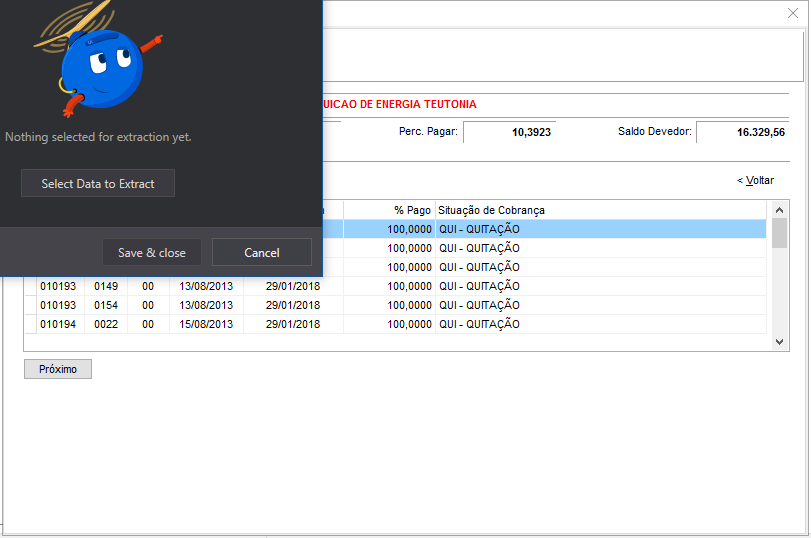 UICAO DE ENERGIA TEUTONIA
Nothing selected for extraction yet.
Perc. Pagar: 10,3923 Saldo Devedor: 16.329,56
Select Data to Extract
< Voltar
% Pago Situação de Cobrança
100,0000 QUI - QUITAÇÃO
100,0000 QUI - QUITAÇÃO
Save & close Cancel
100,0000 QUI - QUITAÇÃO
010193 0149 00 13/08/2013 29/01/2018 100,0000 QUI - QUITAÇÃO
010193 0154 00 13/08/2013 29/01/2018 100,0000 QUI - QUITAÇÃO
010194 0022 00 15/08/2013 29/01/2018 100,0000 QUI - QUITAÇÃO
Próximo